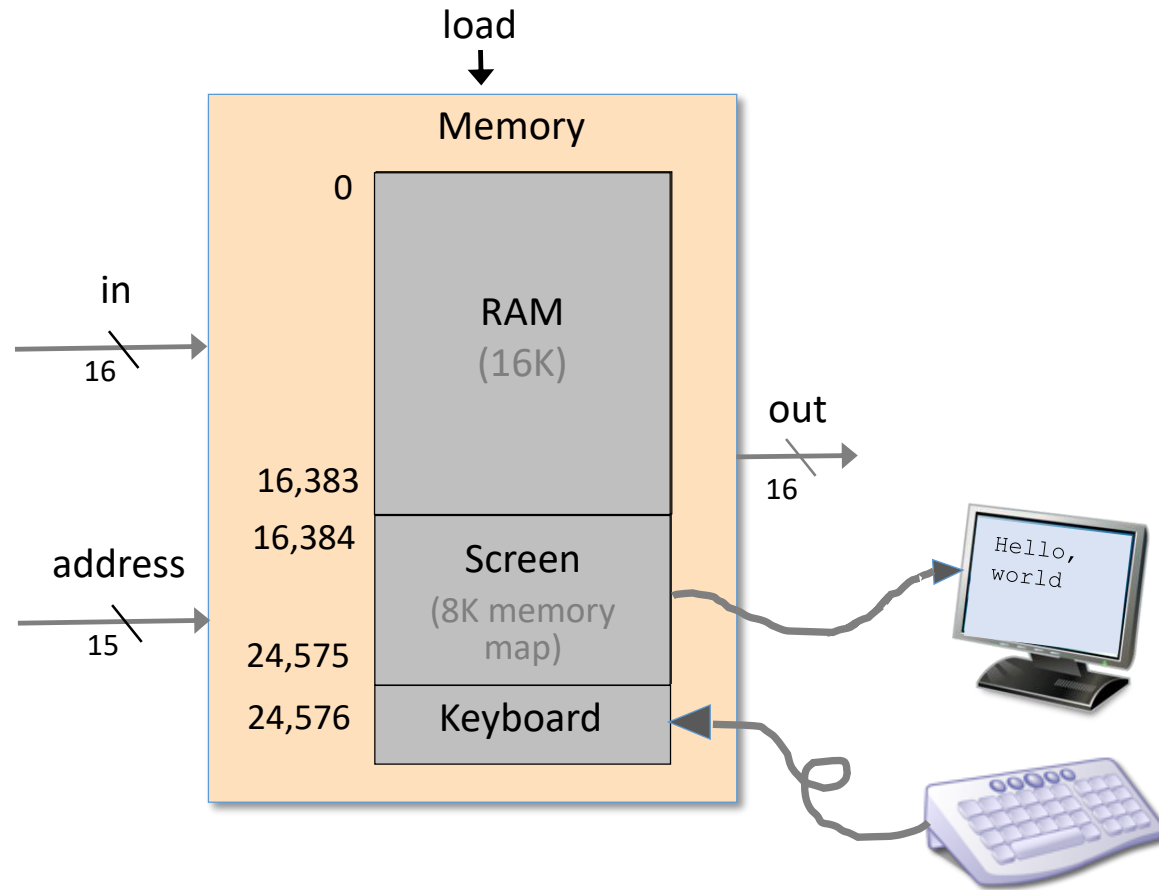 load
Memory
0
in
16
RAM
(16K)
out
16
16,383
16,384
address
15
Screen
(8K memory
map)
24,575
24,576
Keyboard
Hello,
world